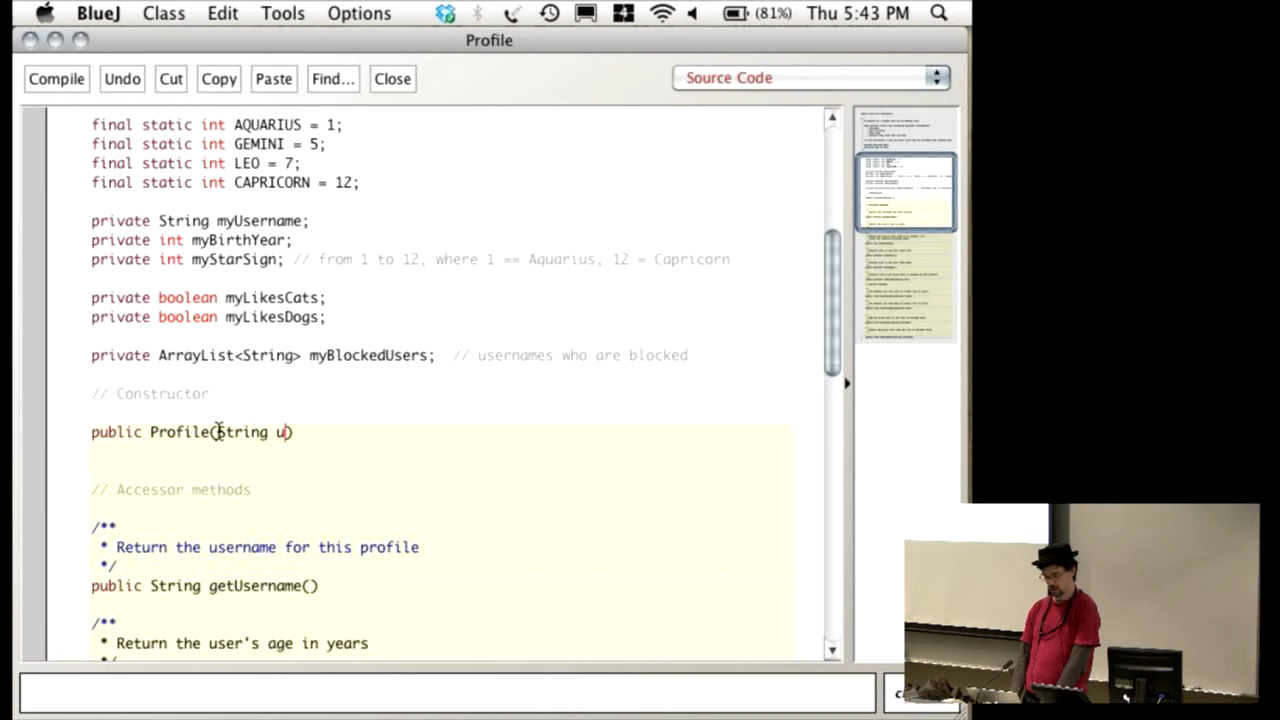 BlueJ Class Edit Tools Options 4 (81%) Thu 5:43 PM
Profile
Compile Undo Cut Copy Paste Find... Close Source Code
final static int AQUARIUS = 1;
final static int GEMINI = 5;
final static int LEO = 7;
final static int CAPRICORN = 12;
private String myUsername;
private int myBirthYear;
private int myStarSign; // from 1 to 12, where 1 == Aquarius, 12 = Capricorn
private boolean myLikesCats;
private boolean myLikesDogs;
private ArrayList<String> myBlockedUsers; // usernames who are blocked
// Constructor
public Profile(String u)
// Accessor methods
/**
* Return the username for this profile
*/
public String getUsername()
/**
* Return the user's age in years